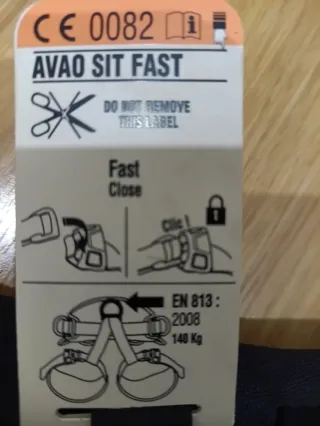 CE 0082 i
AVAO SIT FAST
DO NOT REMOVE
THIS LABEL
Fast
Close
Clic
EN 813 :
2008
140 Kg